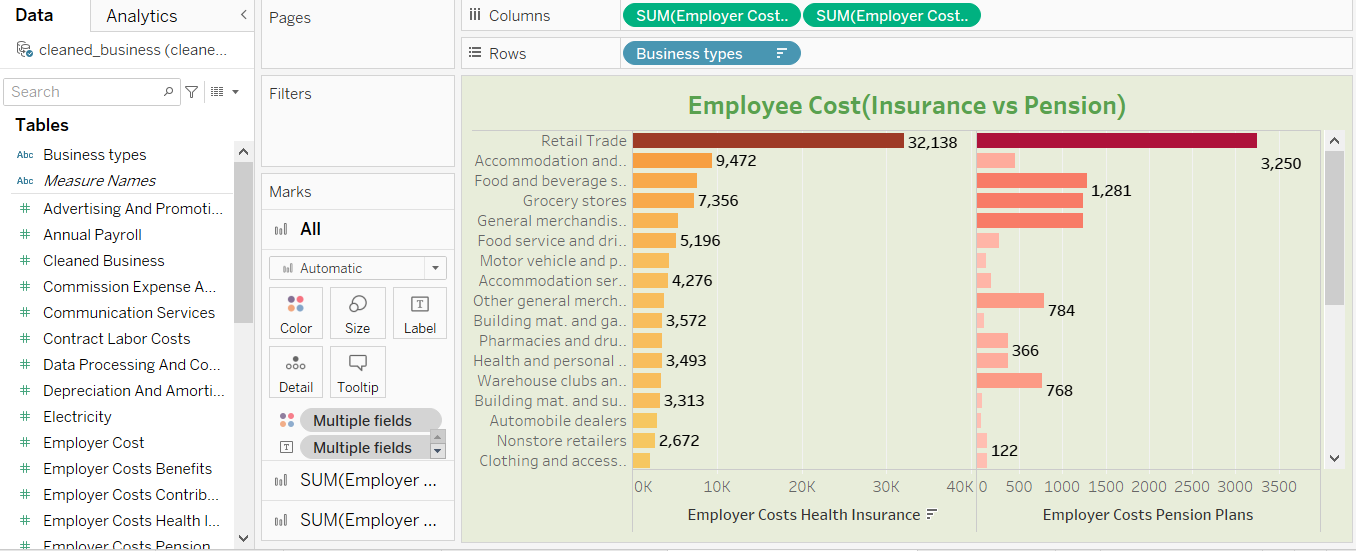 Data
Analytics
cleaned_business (cleane...
Search
Tables
Abc Business types
Abc Measure Names
# Advertising And Promoti...
# Annual Payroll
# Cleaned Business
# Commission Expense A...
# Communication Services
# Contract Labor Costs
# Data Processing And Co...
# Depreciation And Amorti...
# Electricity
# Employer Cost
# Employer Costs Benefits
# Employer Costs Contrib...
# Employer Costs Health I...
# Employer Costs Pension
Pages
Filters
Marks
All
Automatic
Color Size Label
Detail Tooltip
Multiple fields
Multiple fields
SUM(Employer ...
SUM(Employer ...
Columns SUM(Employer Cost.. SUM(Employer Cost..
Rows Business types
Employee Cost(Insurance vs Pension)
Retail Trade 32,138 3,250
Accommodation and.. 9,472
Food and beverage s.. 1,281
Grocery stores 7,356
General merchandis..
Food service and dri.. 5,196
Motor vehicle and p..
Accommodation ser.. 4,276
Other general merch.. 784
Building mat. and ga.. 3,572
Pharmacies and dru.. 366
Health and personal .. 3,493
Warehouse clubs an.. 768
Building mat. and su.. 3,313
Automobile dealers
Nonstore retailers 2,672 122
Clothing and access..
0K 10K 20K 30K 40K 0 500 1000 1500 2000 2500 3000 3500
Employer Costs Health Insurance Employer Costs Pension Plans